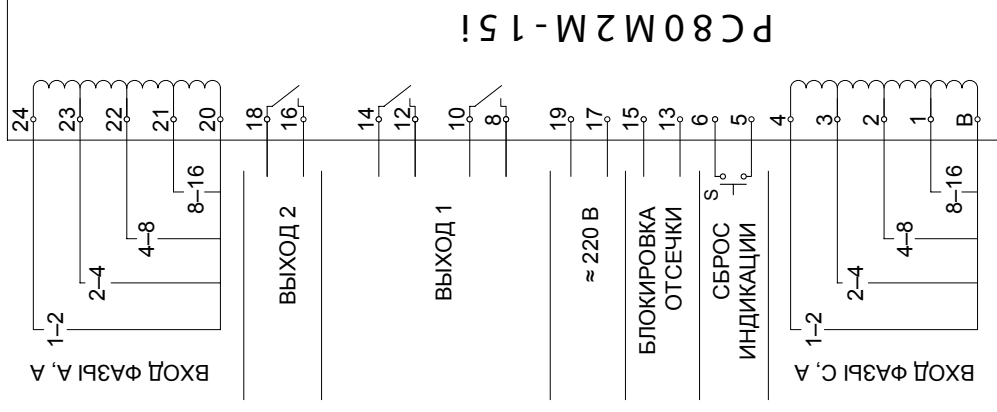 РС80М2М-15i
24
23
22
21
20
18
16
14
12
10
8
19
17
15
13
6
5
4
3
2
1
В
8–16
4–8
2–4
1–2
ВХОД ФАЗЫ А, А
ВЫХОД 2
ВЫХОД 1
≈ 220 В
БЛОКИРОВКА
ОТСЕЧКИ
S
СБРОС
ИНДИКАЦИИ
8–16
4–8
2–4
1–2
ВХОД ФАЗЫ С, А